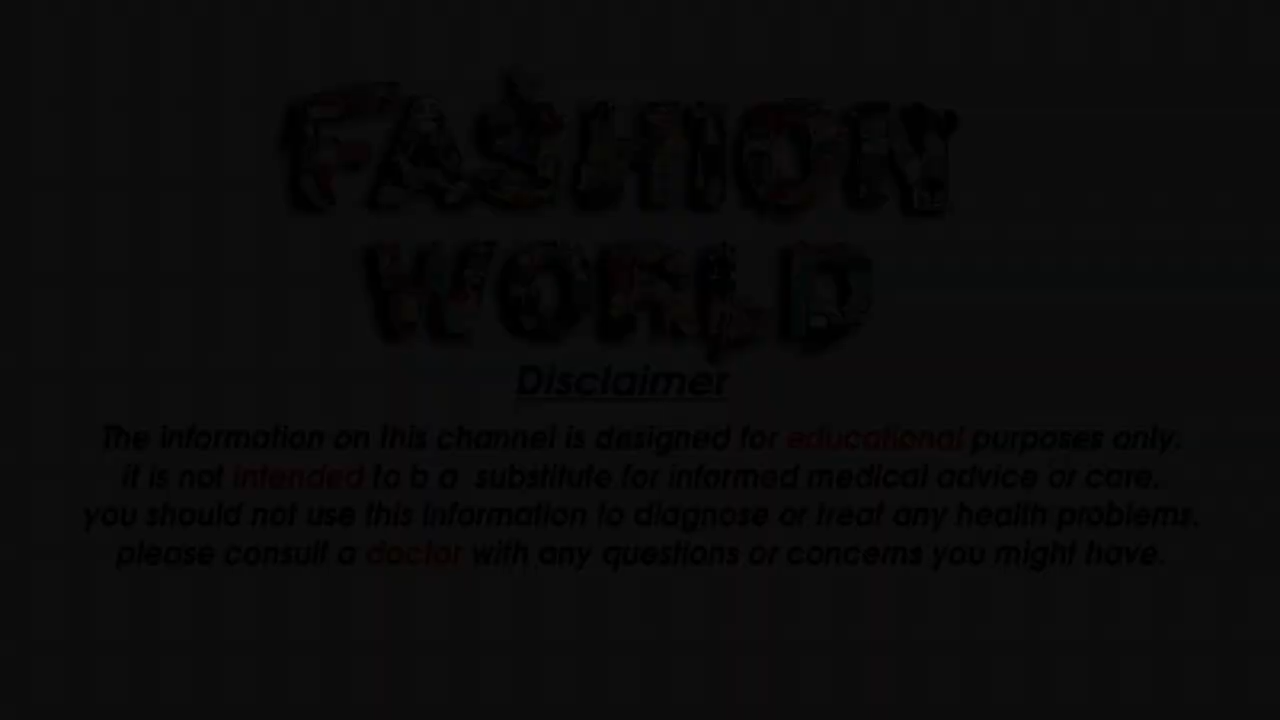 FASHION
WORLD
Disclaimer
The information on this channel is designed for educational purposes only.
it is not intended to b a substitute for informed medical advice or care.
you should not use this information to diagnose or treat any health problems.
please consult a doctor with any questions or concerns you might have.